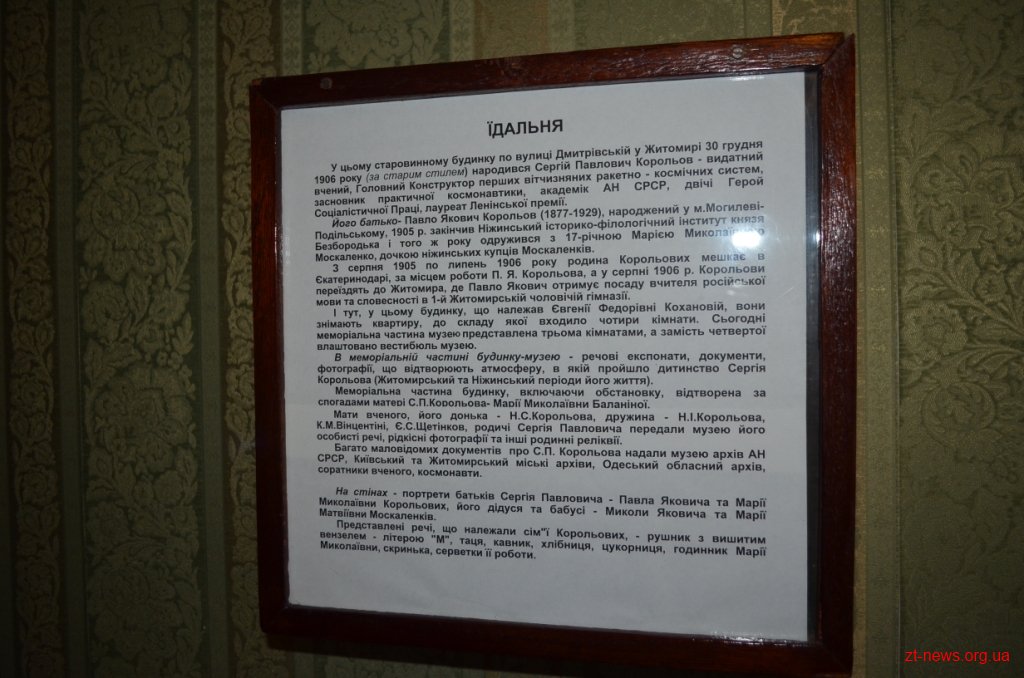 ЇДАЛЬНЯ
У цьому старовинному будинку по вулиці Дмитрівській у Житомирі 30 грудня
1906 року (за старим стилем) народився Сергій Павлович Корольов - видатний
вчений, Головний Конструктор перших вітчизняних ракетно - космічних систем,
засновник практичної космонавтики, академік АН СРСР, двічі Герой
Соціалістичної Праці, лауреат Ленінської премії.
Його батько- Павло Якович Корольов (1877-1929), народжений у м.Могилеві-
Подільському, 1905 р. закінчив Ніжинський історико-філологічний інститут князя
Безбородька і того ж року одружився з 17-річною Марією
Москаленко, дочкою ніжинських купців Москаленків.
З серпня 1905 по липень 1906 року родина Корольових мешкає в
Екатеринодарі, за місцем роботи П. Я. Корольова, а у серпні 1906 р. Корольови
переїздять до Житомира, де Павло Якович отримує посаду вчителя російської
мови та словесності в 1-й Житомирській чоловічій гімназії.
І тут, у цьому будинку, що належав Євгенії Федорівні Кохановій, вони
знімають квартиру, до складу якої входило чотири кімнати. Сьогодні
меморіальна частина музею представлена трьома кімнатами, а замість четвертої
влаштовано вестибюль музею.
В меморіальній частині будинку-музею - речові експонати, документи,
фотографії, що відтворюють атмосферу, в якій пройшло дитинство Сергія
Корольова (Житомирський та Ніжинський періоди його життя).
Меморіальна частина будинку, включаючи обстановку, відтворена за
спогадами матері С.П.Корольова- Марії Миколаївни Баланіної.
Мати вченого, його донька - Н.С.Корольова, дружина - Н.І.Корольова,
К.М.Вінцентіні, Є.С.Щетінков, родичі Сергія Павловича передали музею його
особисті речі, рідкісні фотографії та інші родинні реліквії.
Багато маловідомих документів про С.П. Корольова надали музею архів АН
СРСР, Київський та Житомирський міські архіви, Одеський обласний архів,
соратники вченого, космонавти.
На стінах - портрети батьків Сергія Павловича - Павла Яковича та Марії
Миколаївни Корольових, його дідуся та бабусі - Миколи Яковича та Марії
Матвіївни Москаленків.
Представлені речі, що належали сім"ї Корольових, - рушник з вишитим
вензелем - літерою "М", таця, кавник, хлібниця, цукорниця, годинник Марії
Миколаївни, скринька, серветки її роботи.
zt-news.org.ua